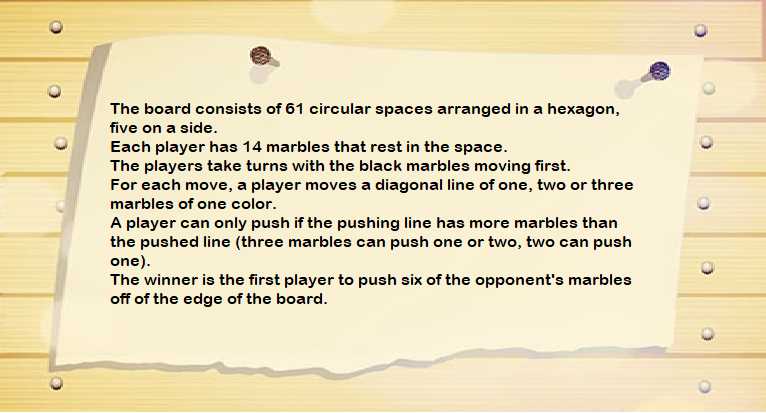 The board consists of 61 circular spaces arranged in a hexagon,
five on a side.
Each player has 14 marbles that rest in the space.
The players take turns with the black marbles moving first.
For each move, a player moves a diagonal line of one, two or three
marbles of one color.
A player can only push if the pushing line has more marbles than
the pushed line (three marbles can push one or two, two can push
one).
The winner is the first player to push six of the opponent's marbles
off of the edge of the board.